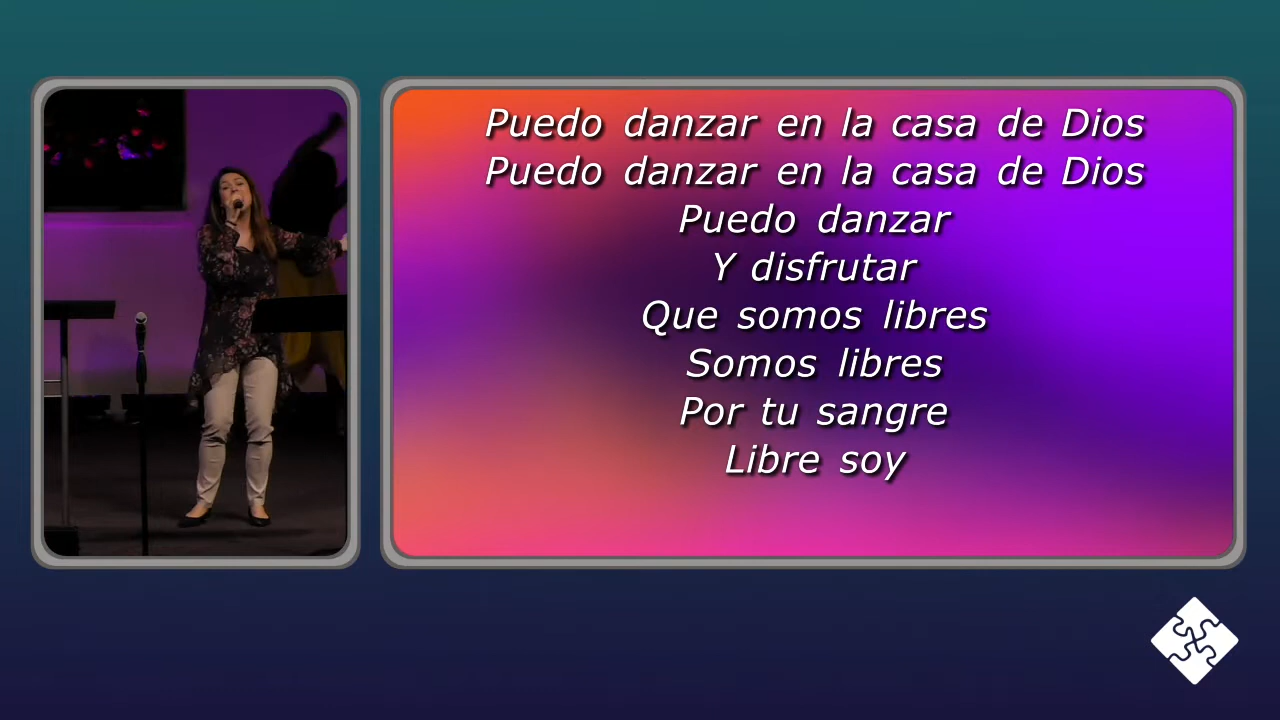 Puedo danzar en la casa de Dios
Puedo danzar en la casa de Dios
Puedo danzar
Y disfrutar
Que somos libres
Somos libres
Por tu sangre
Libre soy